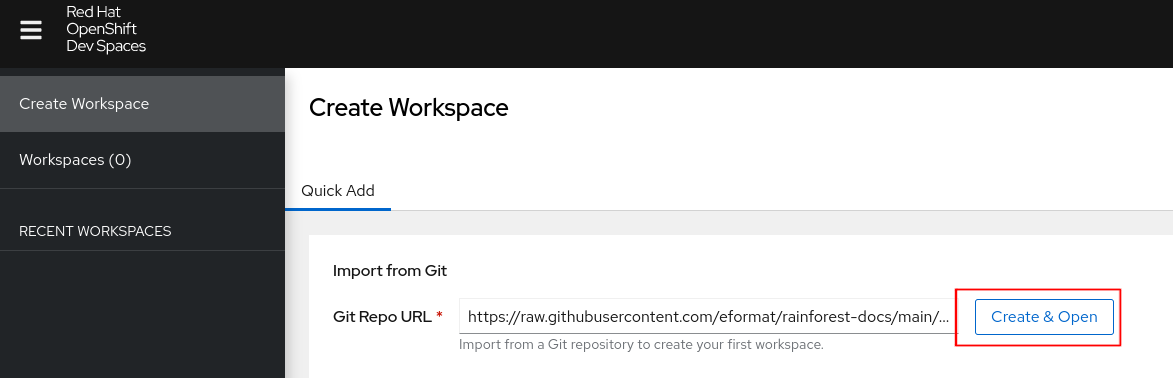 Red Hat
OpenShift
Dev Spaces
Create Workspace
Workspaces (0)
RECENT WORKSPACES
Create Workspace
Quick Add
Import from Git
Git Repo URL * https://raw.githubusercontent.com/eformat/rainforest-docs/main/... Create & Open
Import from a Git repository to create your first workspace.